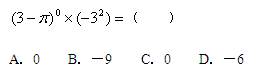 (3－π)⁰×(－3²)＝（　　）
A. 0　B. －9　C. 0　D. －6